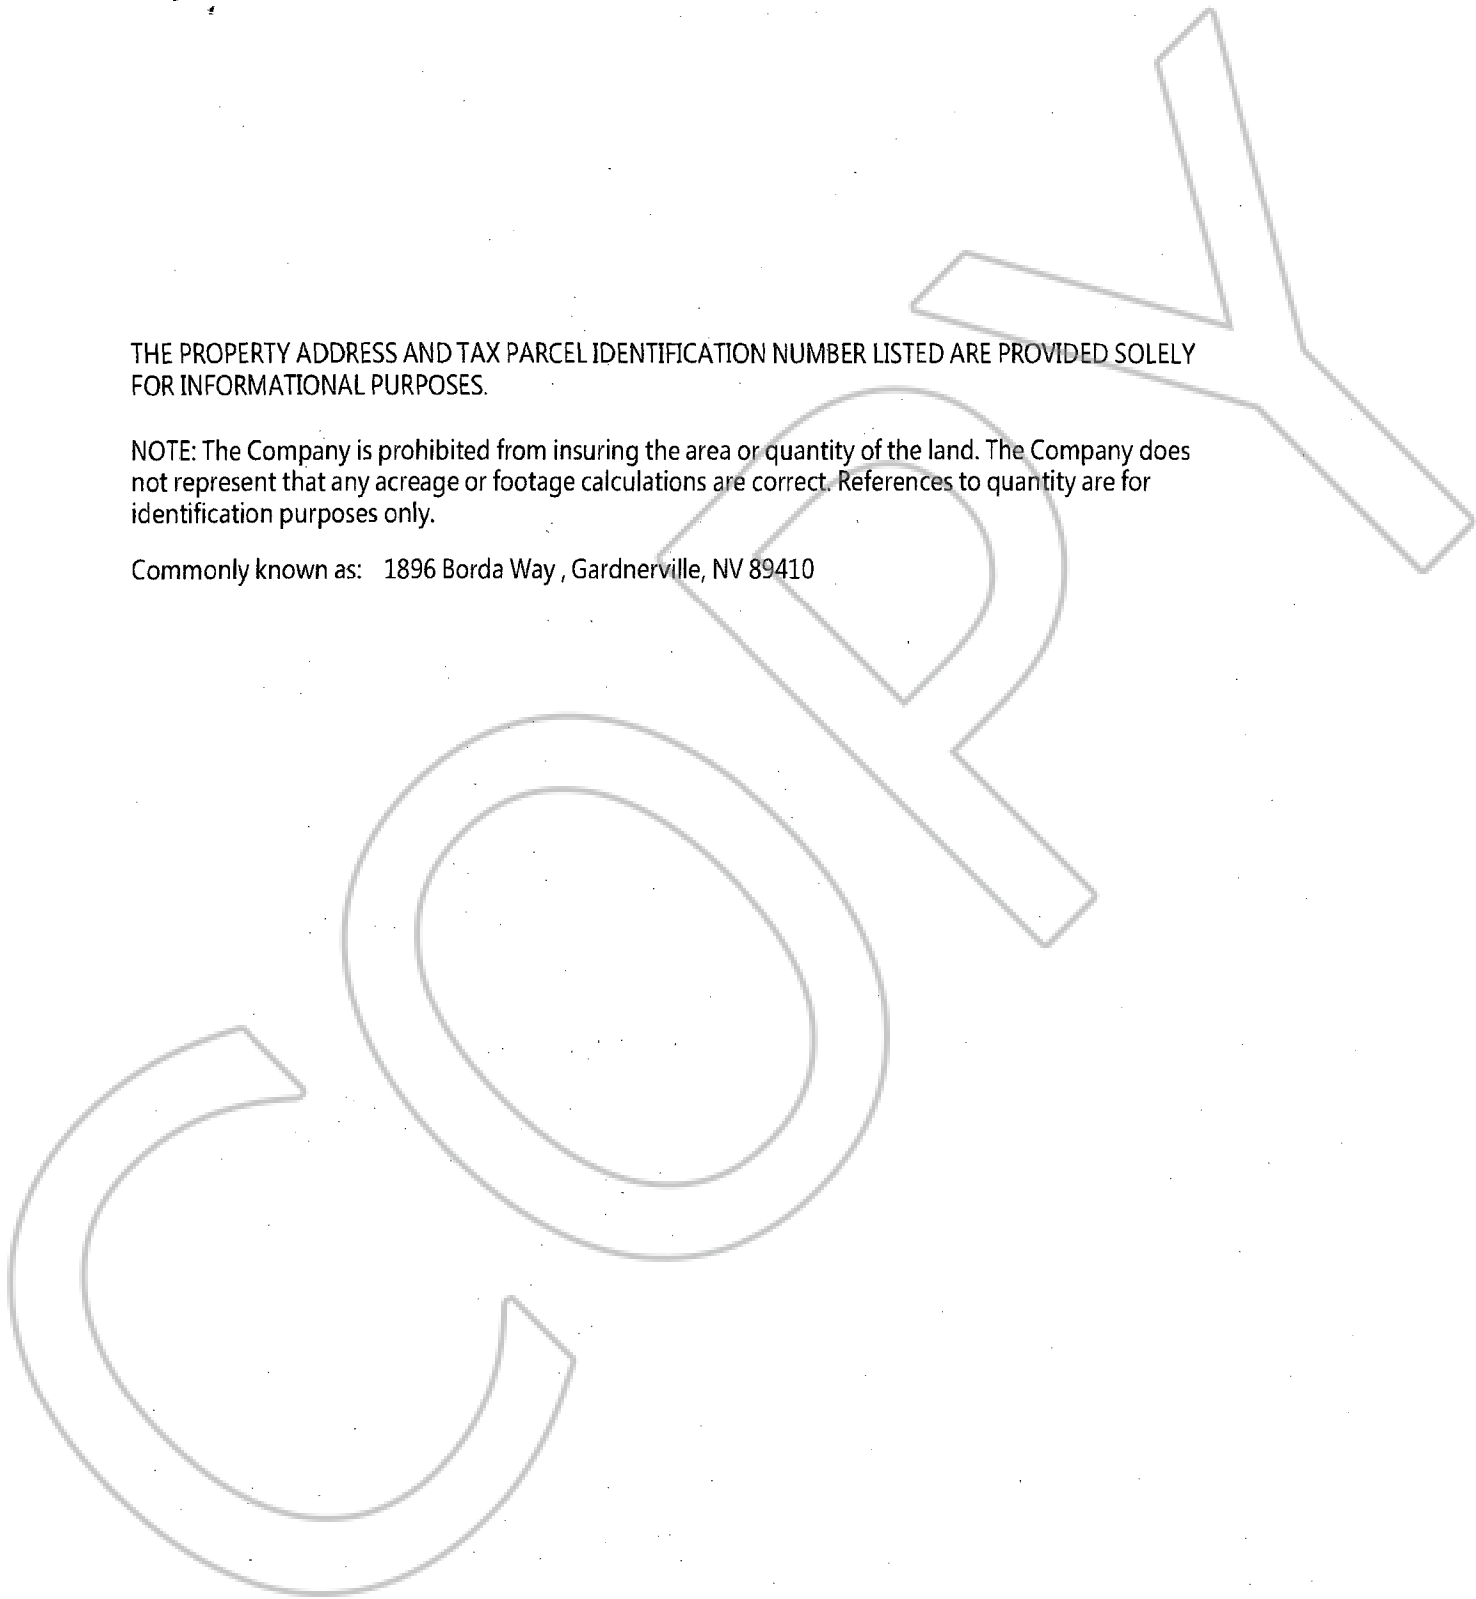 THE PROPERTY ADDRESS AND TAX PARCEL IDENTIFICATION NUMBER LISTED ARE PROVIDED SOLELY
FOR INFORMATIONAL PURPOSES.
NOTE: The Company is prohibited from insuring the area or quantity of the land. The Company does
not represent that any acreage or footage calculations are correct. References to quantity are for
identification purposes only.
Commonly known as: 1896 Borda Way , Gardnerville, NV 89410
COPY